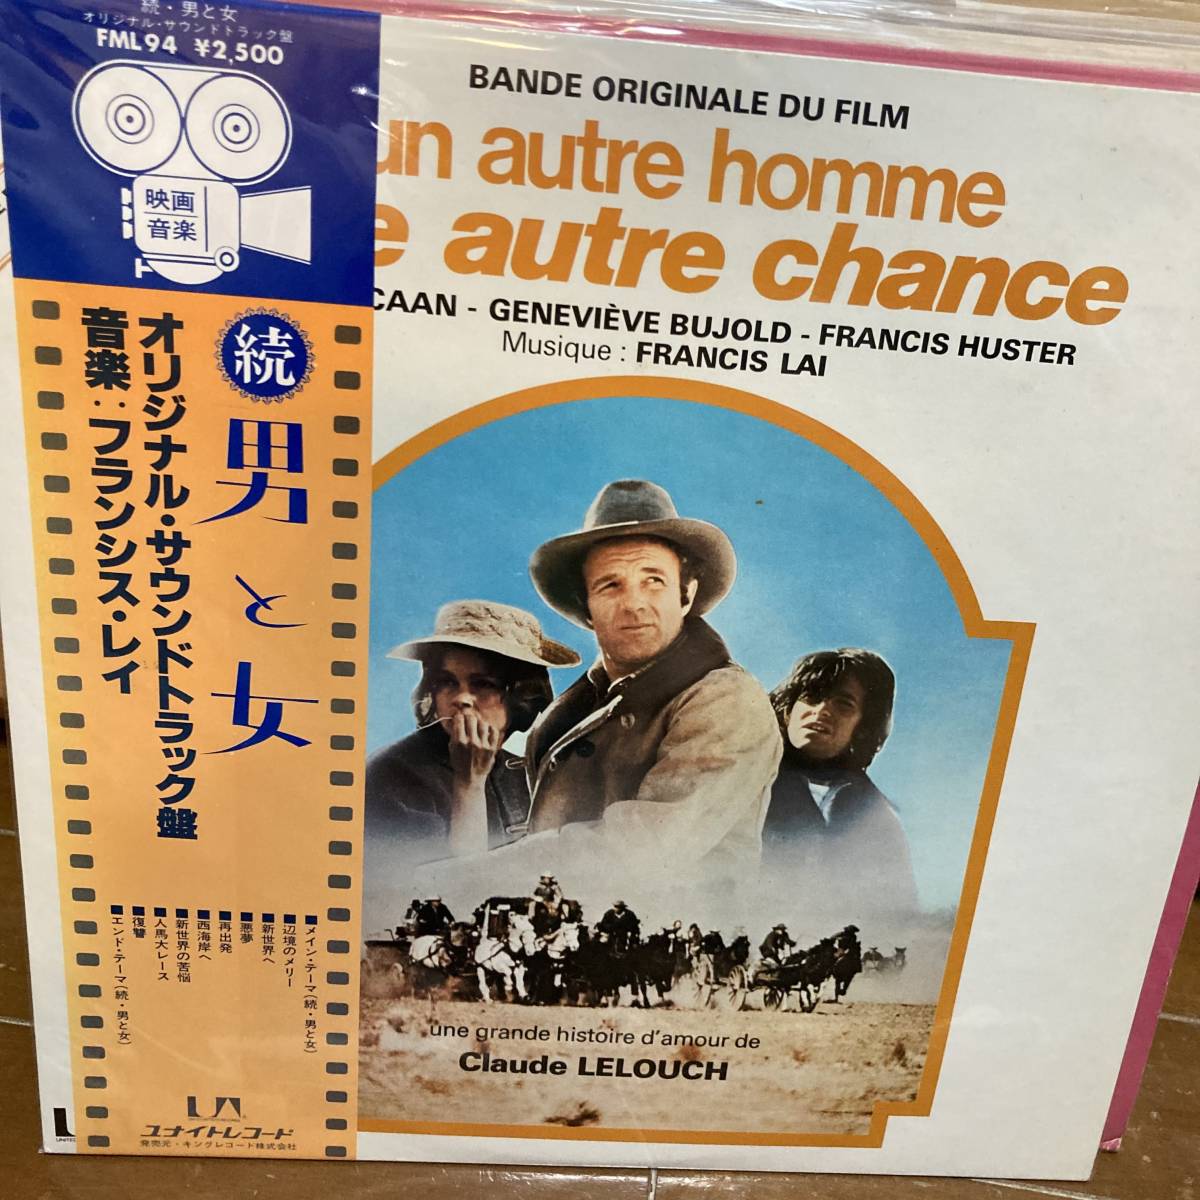 続・男と女
オリジナル・サウンドトラック盤
FML94 ¥2,500
映画
音楽
続
男と女
オリジナル・サウンドトラック盤
音楽:フランシス・レイ
■メイン・テーマ(続・男と女)
■辺境のメリー
■新世界へ
■悪夢
■再出発
■西海岸へ
■新世界の苦悩
■人馬大レース
■復讐
■エンド・テーマ(続・男と女)
UA
ユナイトレコード
発売元・キングレコード株式会社
BANDE ORIGINALE DU FILM
un autre homme
autre chance
CAAN - GENEVIÈVE BUJOLD - FRANCIS HUSTER
Musique : FRANCIS LAI
une grande histoire d'amour de
Claude LELOUCH
UNITED